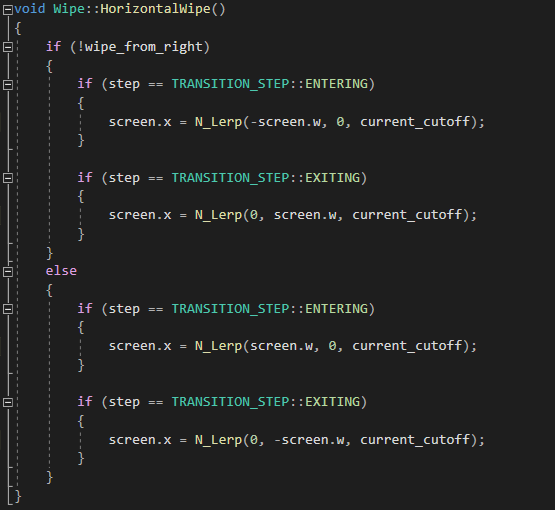 void Wipe::HorizontalWipe()
{
    if (!wipe_from_right)
    {
        if (step == TRANSITION_STEP::ENTERING)
        {
            screen.x = N_Lerp(-screen.w, 0, current_cutoff);
        }

        if (step == TRANSITION_STEP::EXITING)
        {
            screen.x = N_Lerp(0, screen.w, current_cutoff);
        }
    }
    else
    {
        if (step == TRANSITION_STEP::ENTERING)
        {
            screen.x = N_Lerp(screen.w, 0, current_cutoff);
        }

        if (step == TRANSITION_STEP::EXITING)
        {
            screen.x = N_Lerp(0, -screen.w, current_cutoff);
        }
    }
}